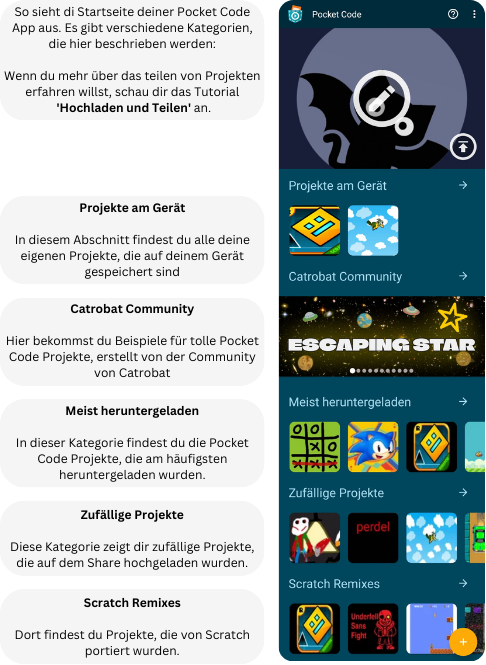 So sieht di Startseite deiner Pocket Code
App aus. Es gibt verschiedene Kategorien,
die hier beschrieben werden:
Wenn du mehr über das teilen von Projekten
erfahren willst, schau dir das Tutorial
'Hochladen und Teilen' an.
Projekte am Gerät
In diesem Abschnitt findest du alle deine
eigenen Projekte, die auf deinem Gerät
gespeichert sind
Catrobat Community
Hier bekommst du Beispiele für tolle Pocket
Code Projekte, erstellt von der Community
von Catrobat
Meist heruntergeladen
In dieser Kategorie findest du die Pocket
Code Projekte, die am häufigsten
heruntergeladen wurden.
Zufällige Projekte
Diese Kategorie zeigt dir zufällige Projekte,
die auf dem Share hochgeladen wurden.
Scratch Remixes
Dort findest du Projekte, die von Scratch
portiert wurden.
Pocket Code
Projekte am Gerät
Catrobat Community
ESCAPING STAR
Meist heruntergeladen
Zufällige Projekte
perdel
Scratch Remixes
Underfell
Sans
Fight